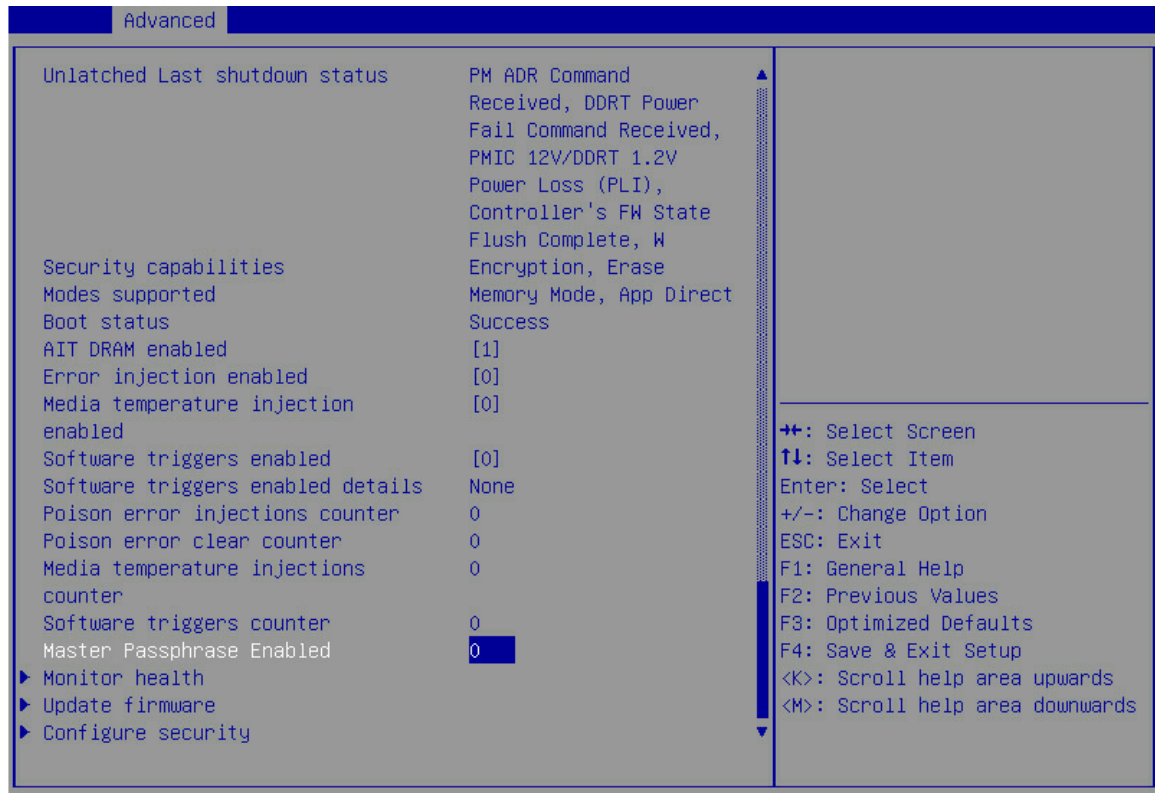 Advanced
Unlatched Last shutdown status PM ADR Command
Received, DDRT Power
Fail Command Received,
PMIC 12V/DDRT 1.2V
Power Loss (PLI),
Controller's FW State
Flush Complete, W
Security capabilities Encryption, Erase
Modes supported Memory Mode, App Direct
Boot status Success
AIT DRAM enabled [1]
Error injection enabled [0]
Media temperature injection [0]
enabled
Software triggers enabled [0]
Software triggers enabled details None
Poison error injections counter 0
Poison error clear counter 0
Media temperature injections 0
counter
Software triggers counter 0
Master Passphrase Enabled 0
Monitor health
Update firmware
Configure security
→←: Select Screen
↑↓: Select Item
Enter: Select
+/-: Change Option
ESC: Exit
F1: General Help
F2: Previous Values
F3: Optimized Defaults
F4: Save & Exit Setup
<K>: Scroll help area upwards
<M>: Scroll help area downwards